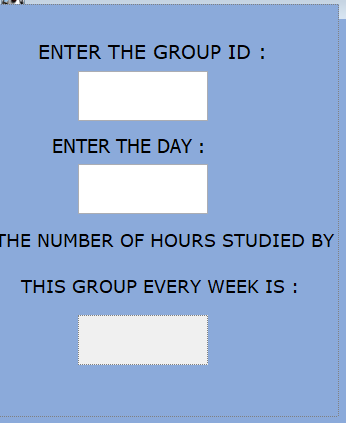 ENTER THE GROUP ID :
ENTER THE DAY :
THE NUMBER OF HOURS STUDIED BY
THIS GROUP EVERY WEEK IS :